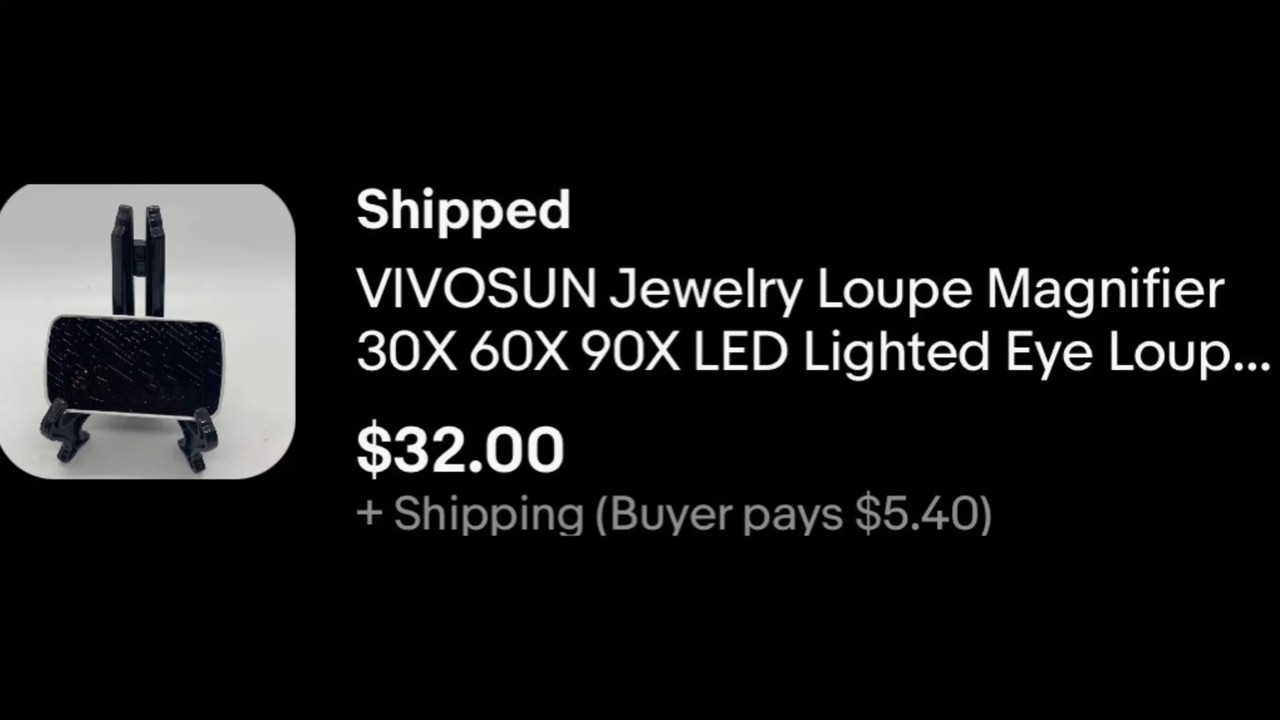 Shipped
VIVOSUN Jewelry Loupe Magnifier
30X 60X 90X LED Lighted Eye Loup...
$32.00
+ Shipping (Buyer pays $5.40)